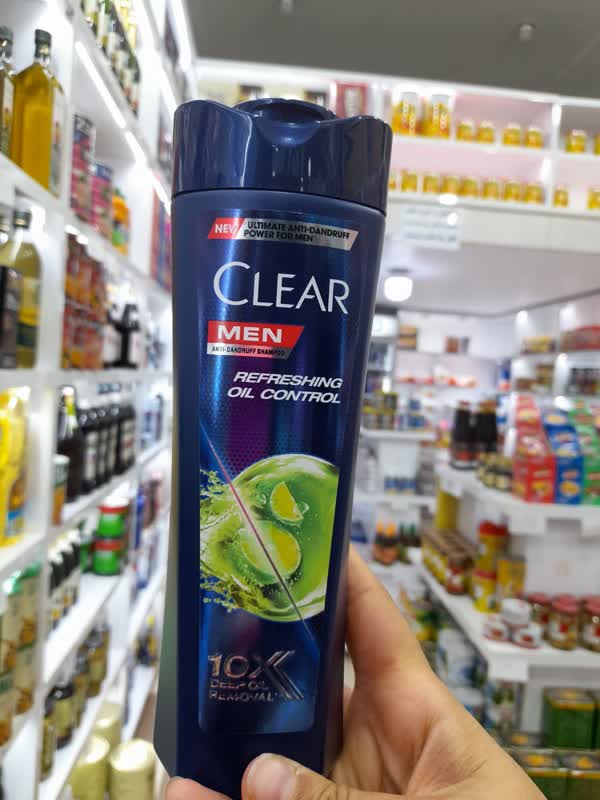 NEW ULTIMATE ANTI-DANDRUFF
POWER FOR MEN*
CLEAR
MEN
ANTI-DANDRUFF SHAMPOO
REFRESHING
OIL CONTROL
10X
DEEP OIL
REMOVAL*